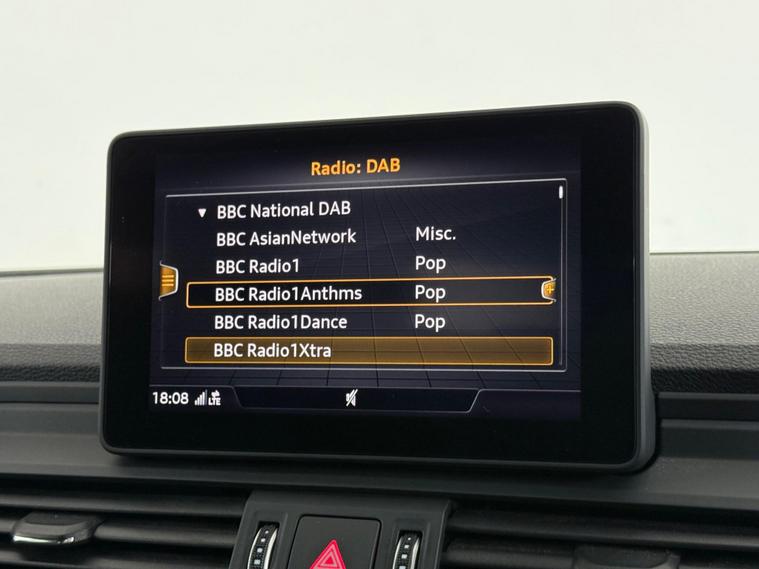 Radio: DAB
BBC National DAB
BBC AsianNetwork Misc.
BBC Radio1 Pop
BBC Radio1Anthms Pop
BBC Radio1Dance Pop
BBC Radio1Xtra
18:08 LTE